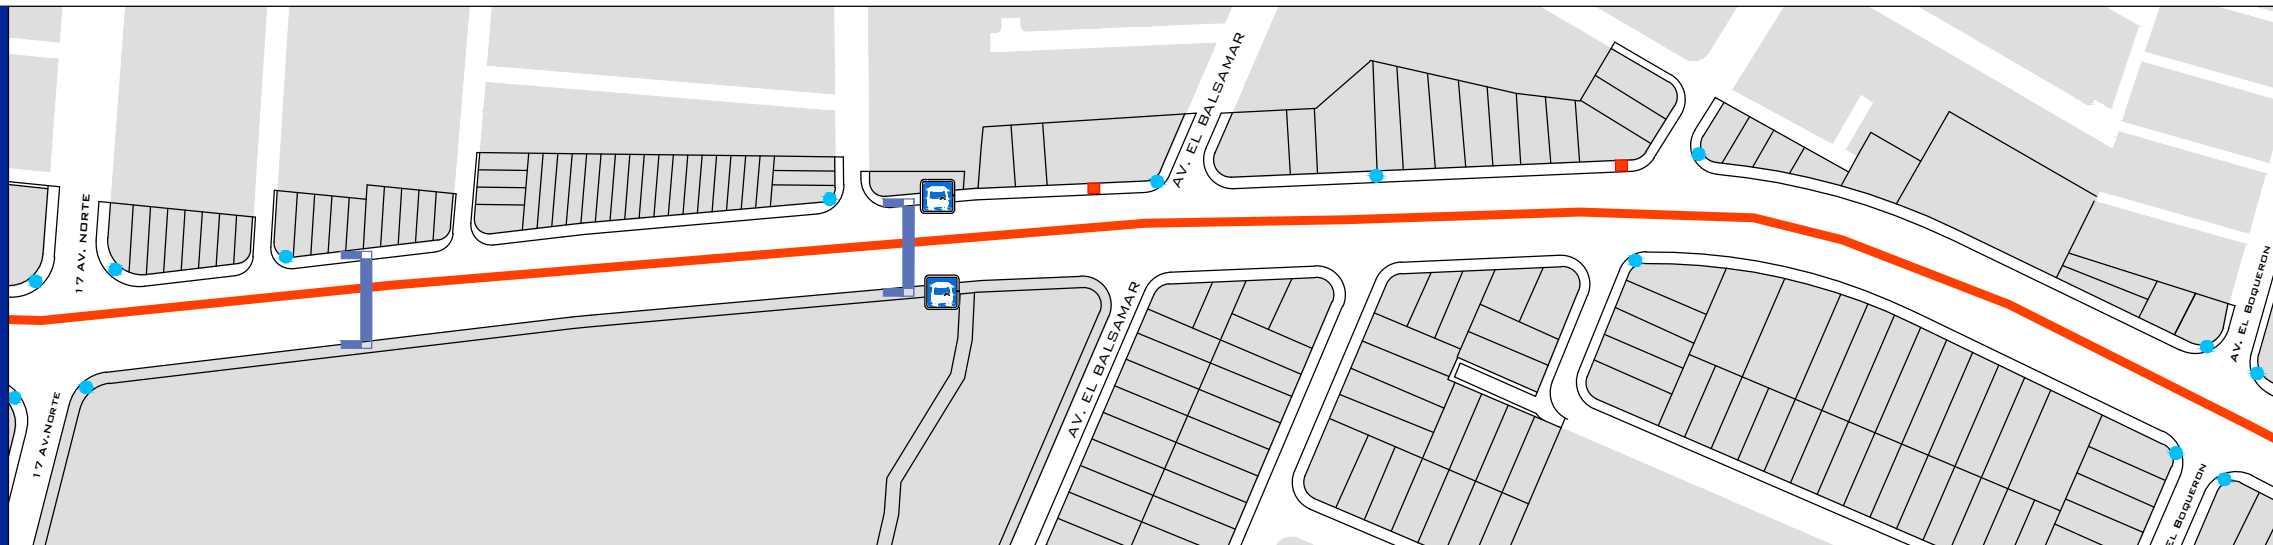 17 AV. NORTE
17 AV.NORTE
AV. EL BALSAMAR
AV. EL BALSAMAR
AV. EL BOQUERON
EL BOQUERON